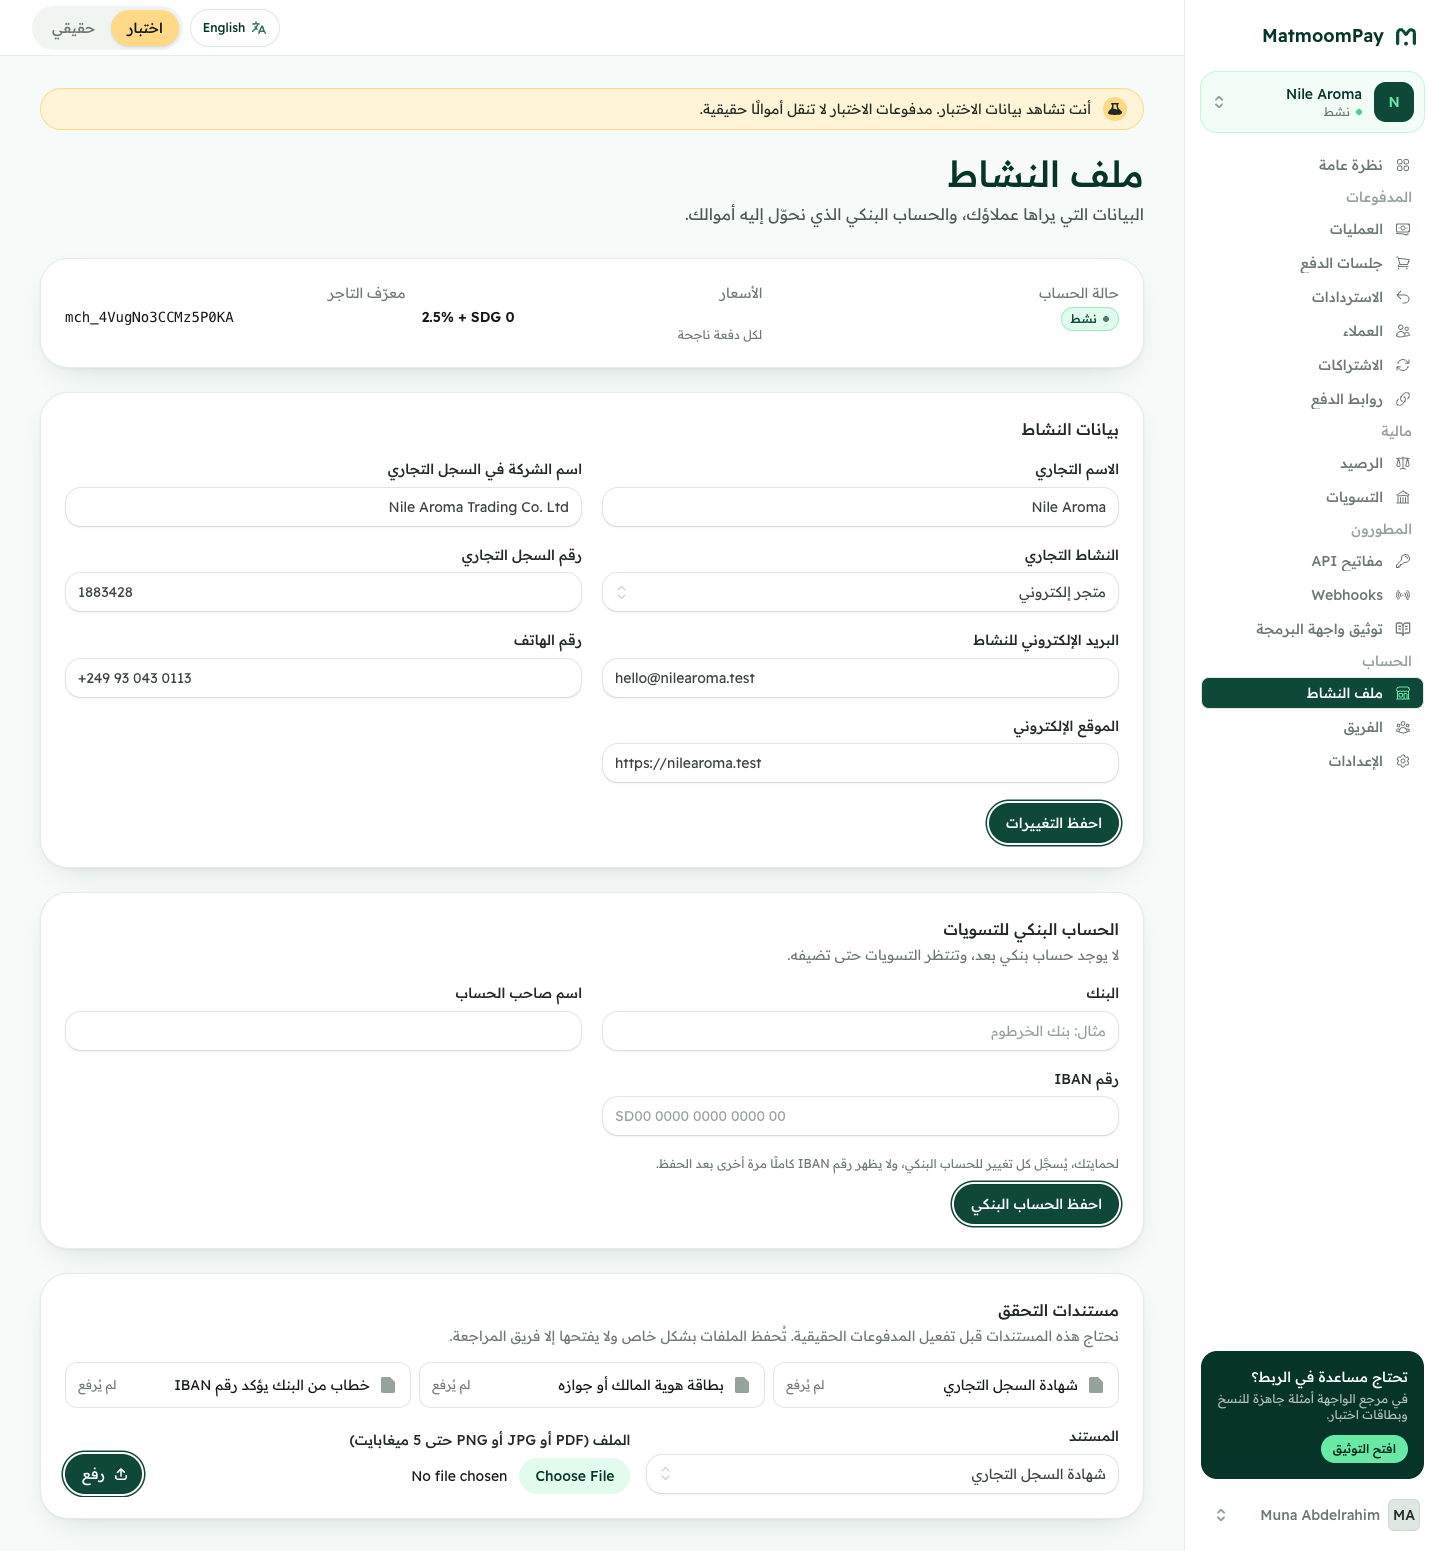 MatmoomPay
N
Nile Aroma
نشط
نظرة عامة
المدفوعات
العمليات
جلسات الدفع
الاستردادات
العملاء
الاشتراكات
روابط الدفع
مالية
الرصيد
التسويات
المطورون
مفاتيح API
Webhooks
توثيق واجهة البرمجة
الحساب
ملف النشاط
الفريق
الإعدادات
تحتاج مساعدة في الربط؟
في مرجع الواجهة أمثلة جاهزة للنسخ
وبطاقات اختبار.
افتح التوثيق
MA
Muna Abdelrahim
English
اختبار
حقيقي
أنت تشاهد بيانات الاختبار. مدفوعات الاختبار لا تنقل أموالًا حقيقية.
ملف النشاط
البيانات التي يراها عملاؤك، والحساب البنكي الذي نحوّل إليه أموالك.
حالة الحساب
نشط
الأسعار
2.5% + SDG 0
لكل دفعة ناجحة
معرّف التاجر
mch_4VugNo3CCMz5P0KA
بيانات النشاط
الاسم التجاري
Nile Aroma
اسم الشركة في السجل التجاري
Nile Aroma Trading Co. Ltd
النشاط التجاري
متجر إلكتروني
رقم السجل التجاري
1883428
البريد الإلكتروني للنشاط
hello@nilearoma.test
رقم الهاتف
+249 93 043 0113
الموقع الإلكتروني
https://nilearoma.test
احفظ التغييرات
الحساب البنكي للتسويات
لا يوجد حساب بنكي بعد، وتنتظر التسويات حتى تضيفه.
البنك
مثال: بنك الخرطوم
اسم صاحب الحساب
رقم IBAN
SD00 0000 0000 0000 00
لحمايتك، يُسجَّل كل تغيير للحساب البنكي، ولا يظهر رقم IBAN كاملًا مرة أخرى بعد الحفظ.
احفظ الحساب البنكي
مستندات التحقق
نحتاج هذه المستندات قبل تفعيل المدفوعات الحقيقية. تُحفظ الملفات بشكل خاص ولا يفتحها إلا فريق المراجعة.
شهادة السجل التجاري
لم يُرفع
بطاقة هوية المالك أو جوازه
لم يُرفع
خطاب من البنك يؤكد رقم IBAN
لم يُرفع
المستند
شهادة السجل التجاري
الملف (PDF أو JPG أو PNG حتى 5 ميغابايت)
Choose File
No file chosen
رفع